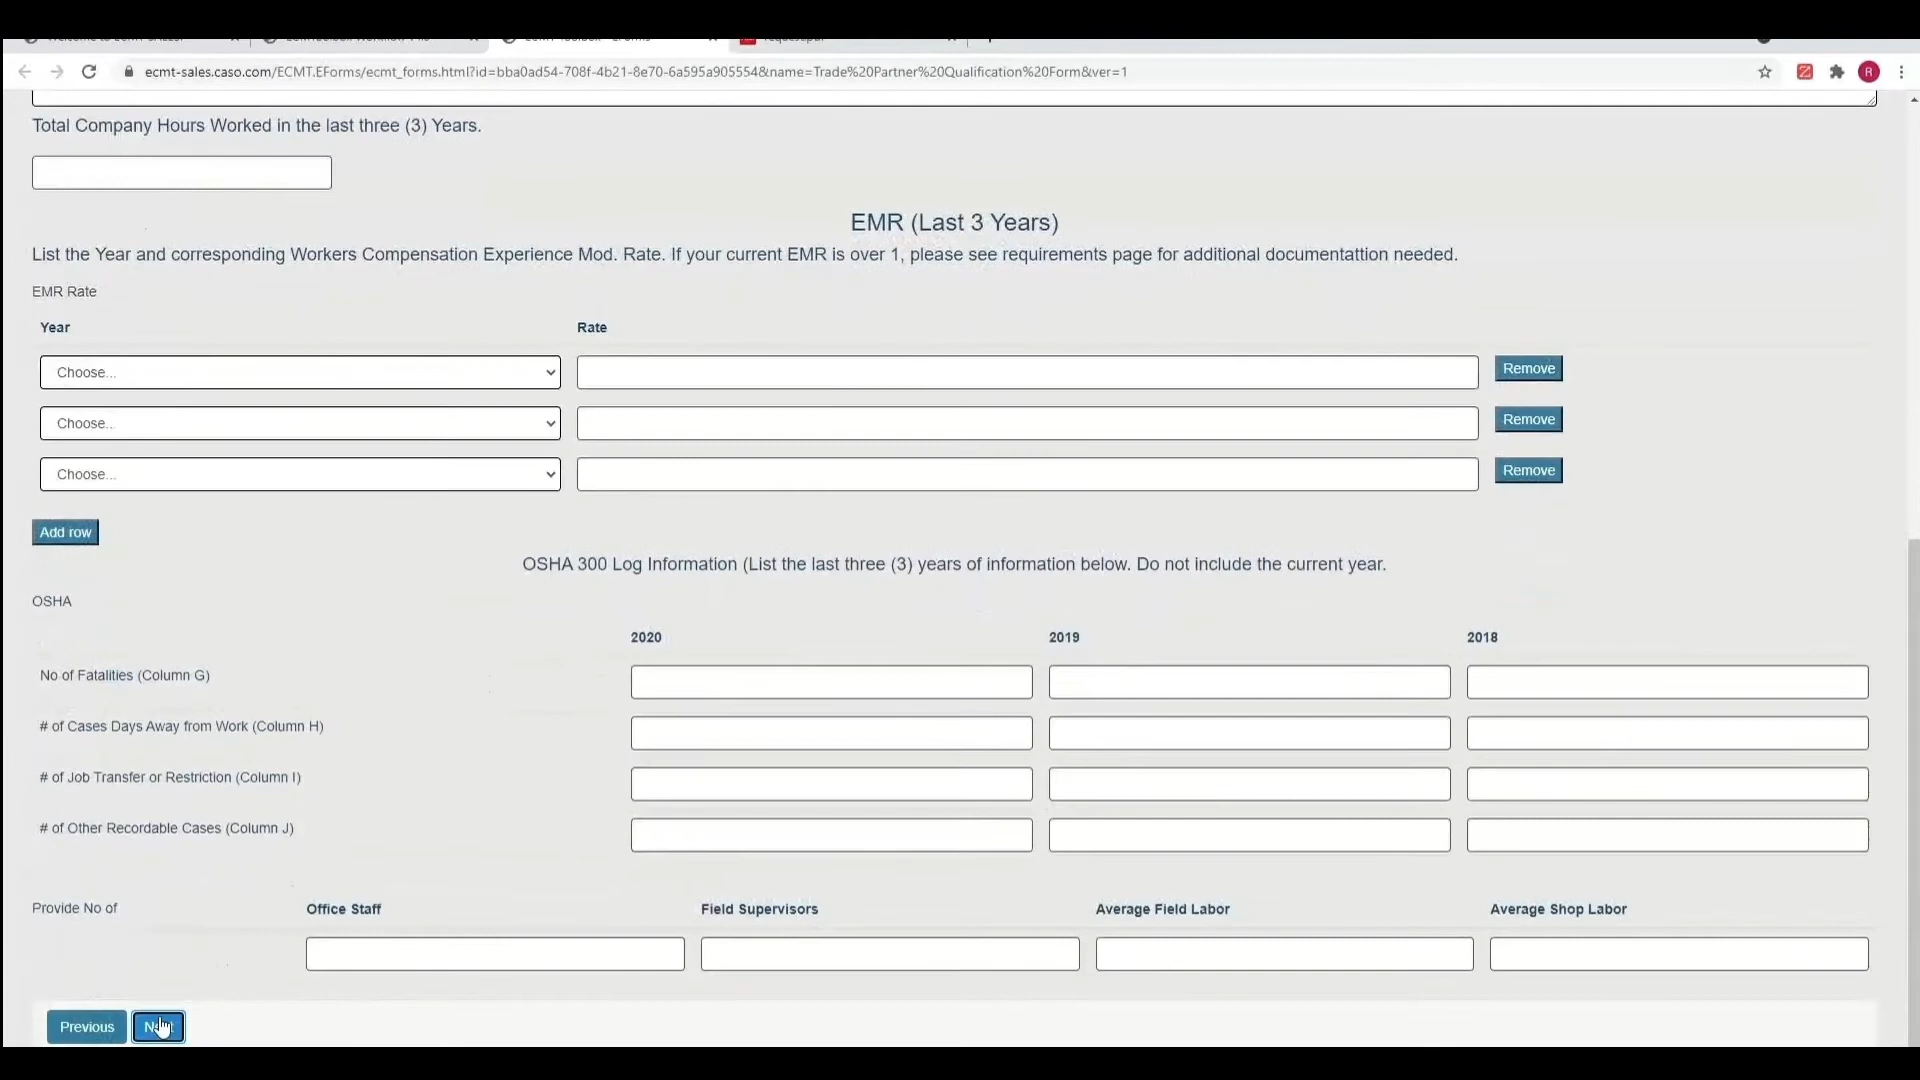 ecmt-sales.caso.com/ECMT.EForms/ecmt_forms.html?id=bba0ad54-708f-4b21-8e70-6a595a905554&name=Trade%20Partner%20Qualification%20Form&ver=1
R
Total Company Hours Worked in the last three (3) Years.
EMR (Last 3 Years)
List the Year and corresponding Workers Compensation Experience Mod. Rate. If your current EMR is over 1, please see requirements page for additional documentattion needed.
EMR Rate
Year Rate
Choose... Remove
Choose... Remove
Choose... Remove
Add row
OSHA 300 Log Information (List the last three (3) years of information below. Do not include the current year.
OSHA
2020 2019 2018
No of Fatalities (Column G)
# of Cases Days Away from Work (Column H)
# of Job Transfer or Restriction (Column I)
# of Other Recordable Cases (Column J)
Provide No of Office Staff Field Supervisors Average Field Labor Average Shop Labor
Previous